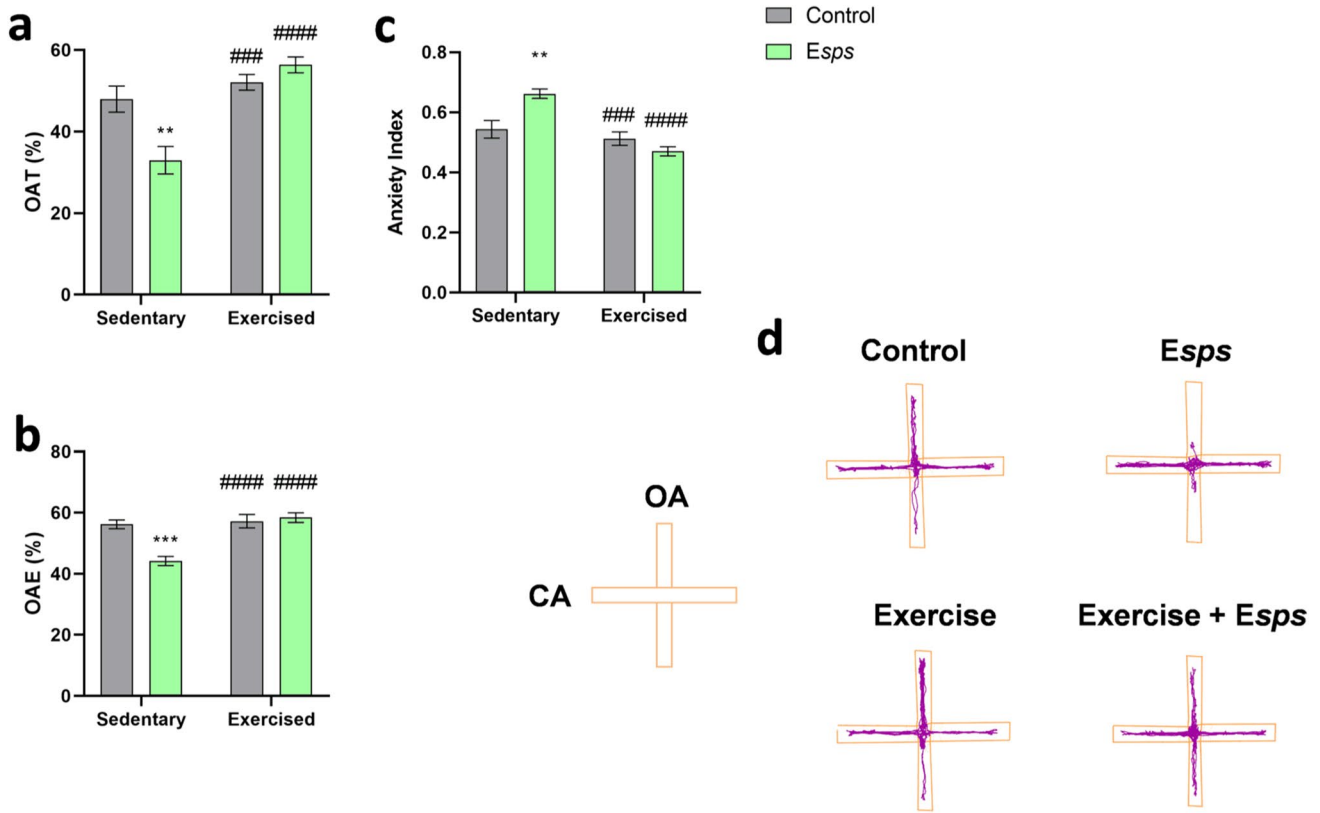 a
####
###
60
40
20
0
**
OAT (%)
Sedentary Exercised
c
0.8
0.6
0.4
0.2
0.0
**
###
####
Anxiety Index
Sedentary Exercised
Control
Esps
b
80
60
40
20
0
#### ####
***
OAE (%)
Sedentary Exercised
OA
CA
d
Control Esps
Exercise Exercise + Esps